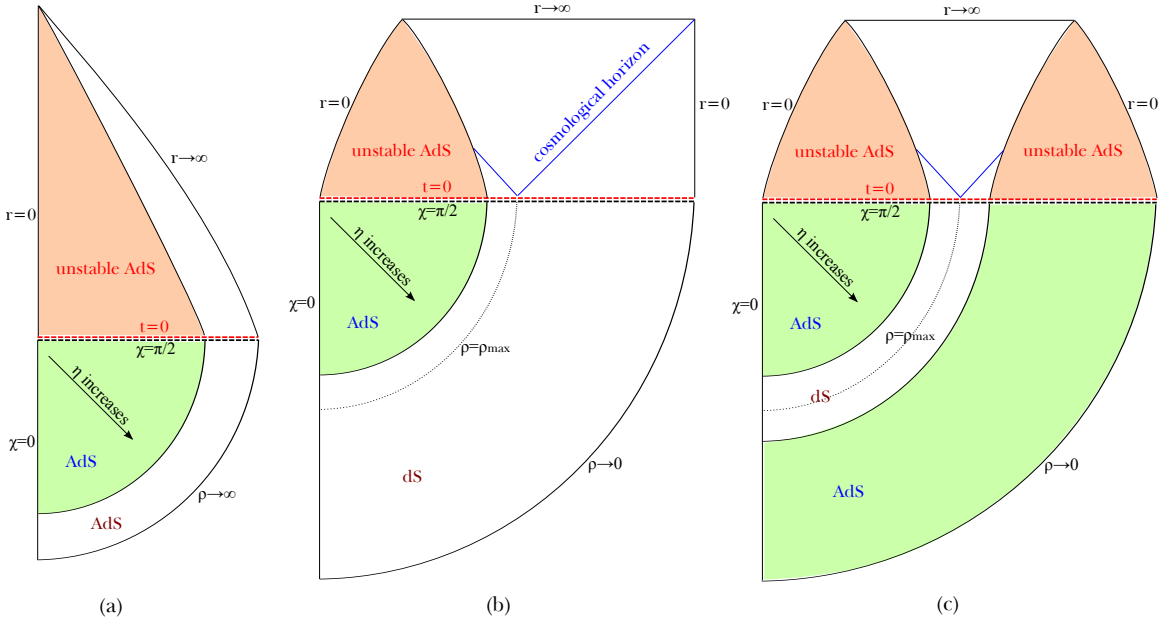 r→∞
r=0
unstable AdS
t=0
χ=π/2
η increases
χ=0
AdS
AdS
ρ→∞
(a)
r→∞
r=0
cosmological horizon
r=0
unstable AdS
t=0
χ=π/2
η increases
χ=0
AdS
ρ=ρmax
dS
ρ→0
(b)
r→∞
r=0
r=0
unstable AdS
unstable AdS
t=0
χ=π/2
η increases
χ=0
AdS
ρ=ρmax
dS
AdS
ρ→0
(c)